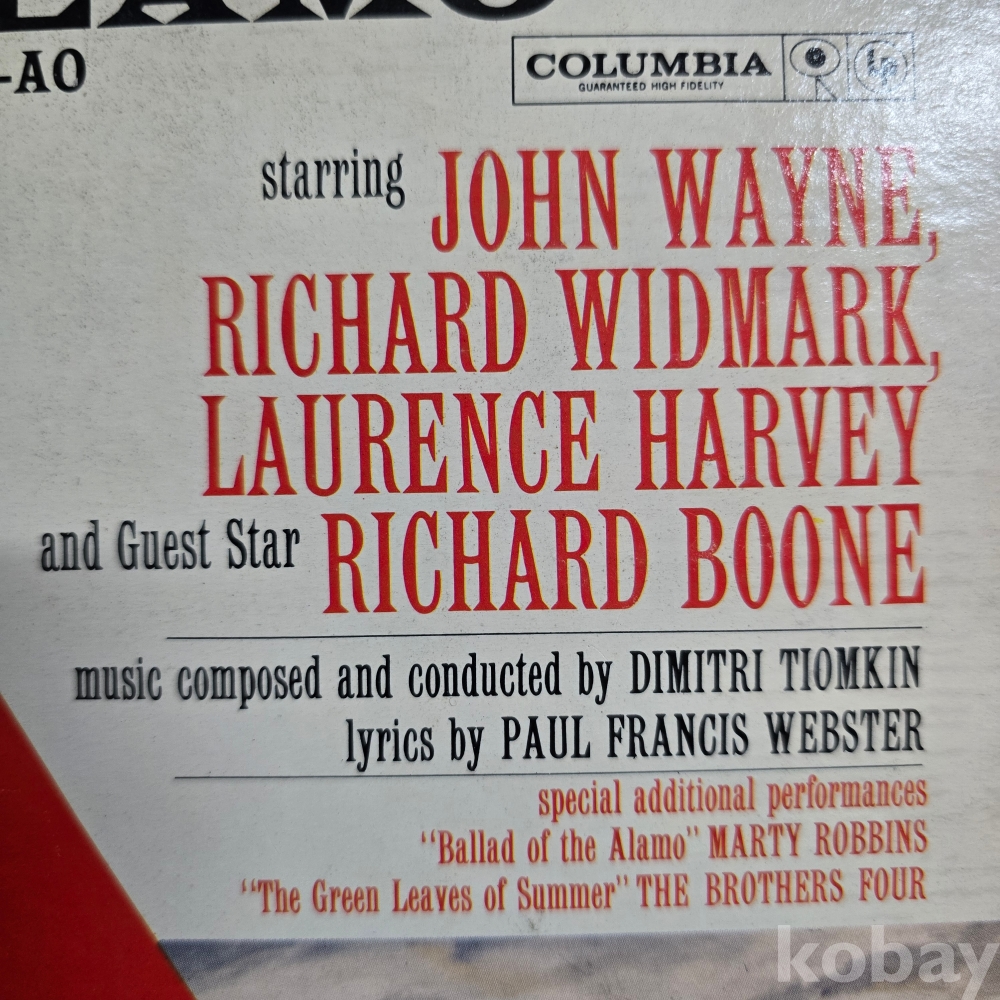 -AO
COLUMBIA
GUARANTEED HIGH FIDELITY
Lp
starring JOHN WAYNE,
RICHARD WIDMARK,
LAURENCE HARVEY
and Guest Star RICHARD BOONE
music composed and conducted by DIMITRI TIOMKIN
lyrics by PAUL FRANCIS WEBSTER
special additional performances
"Ballad of the Alamo" MARTY ROBBINS
"The Green Leaves of Summer" THE BROTHERS FOUR
kobay